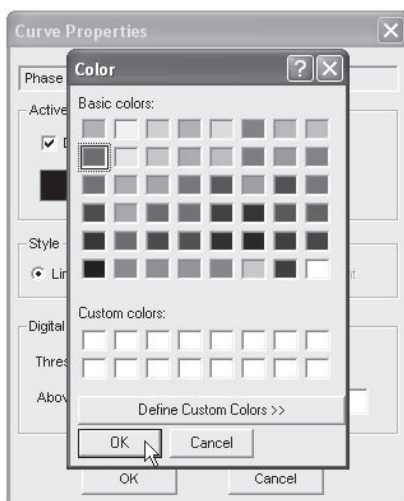 Curve Properties
Color
Phase
Basic colors:
Active
Style
Lin
Custom colors:
Digital
Thres
Abov
Define Custom Colors >>
OK Cancel
OK Cancel